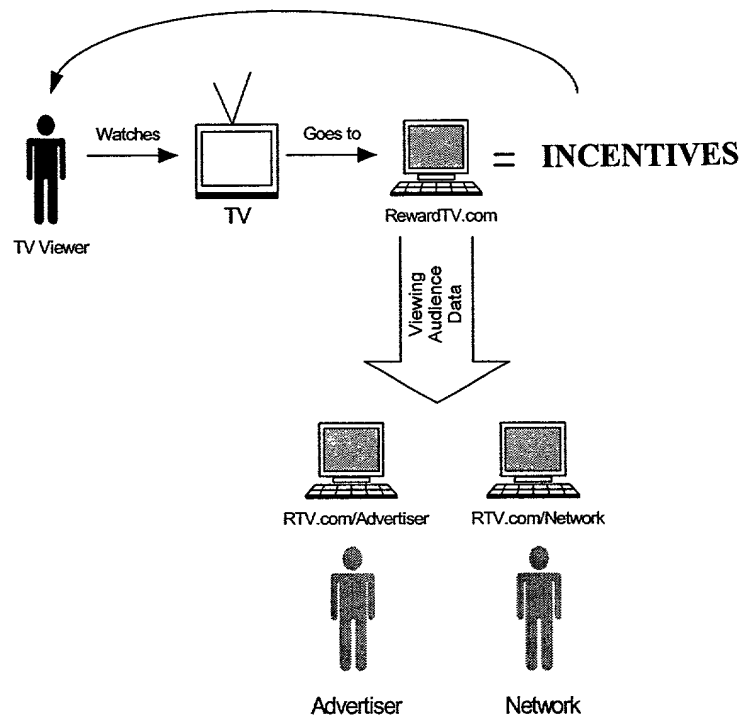 Watches
Goes to
= INCENTIVES
TV
RewardTV.com
TV Viewer
Viewing
Audience
Data
RTV.com/Advertiser
RTV.com/Network
Advertiser
Network